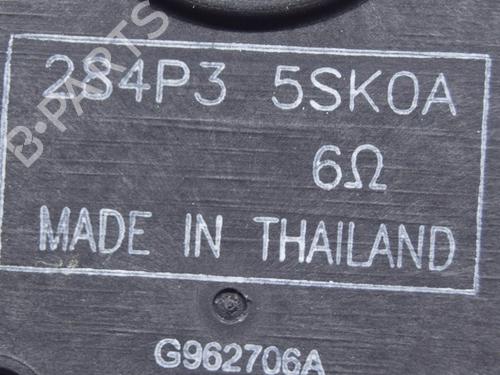 B-PARTS
284P3 5SK0A
6Ω
MADE IN THAILAND
G962706A